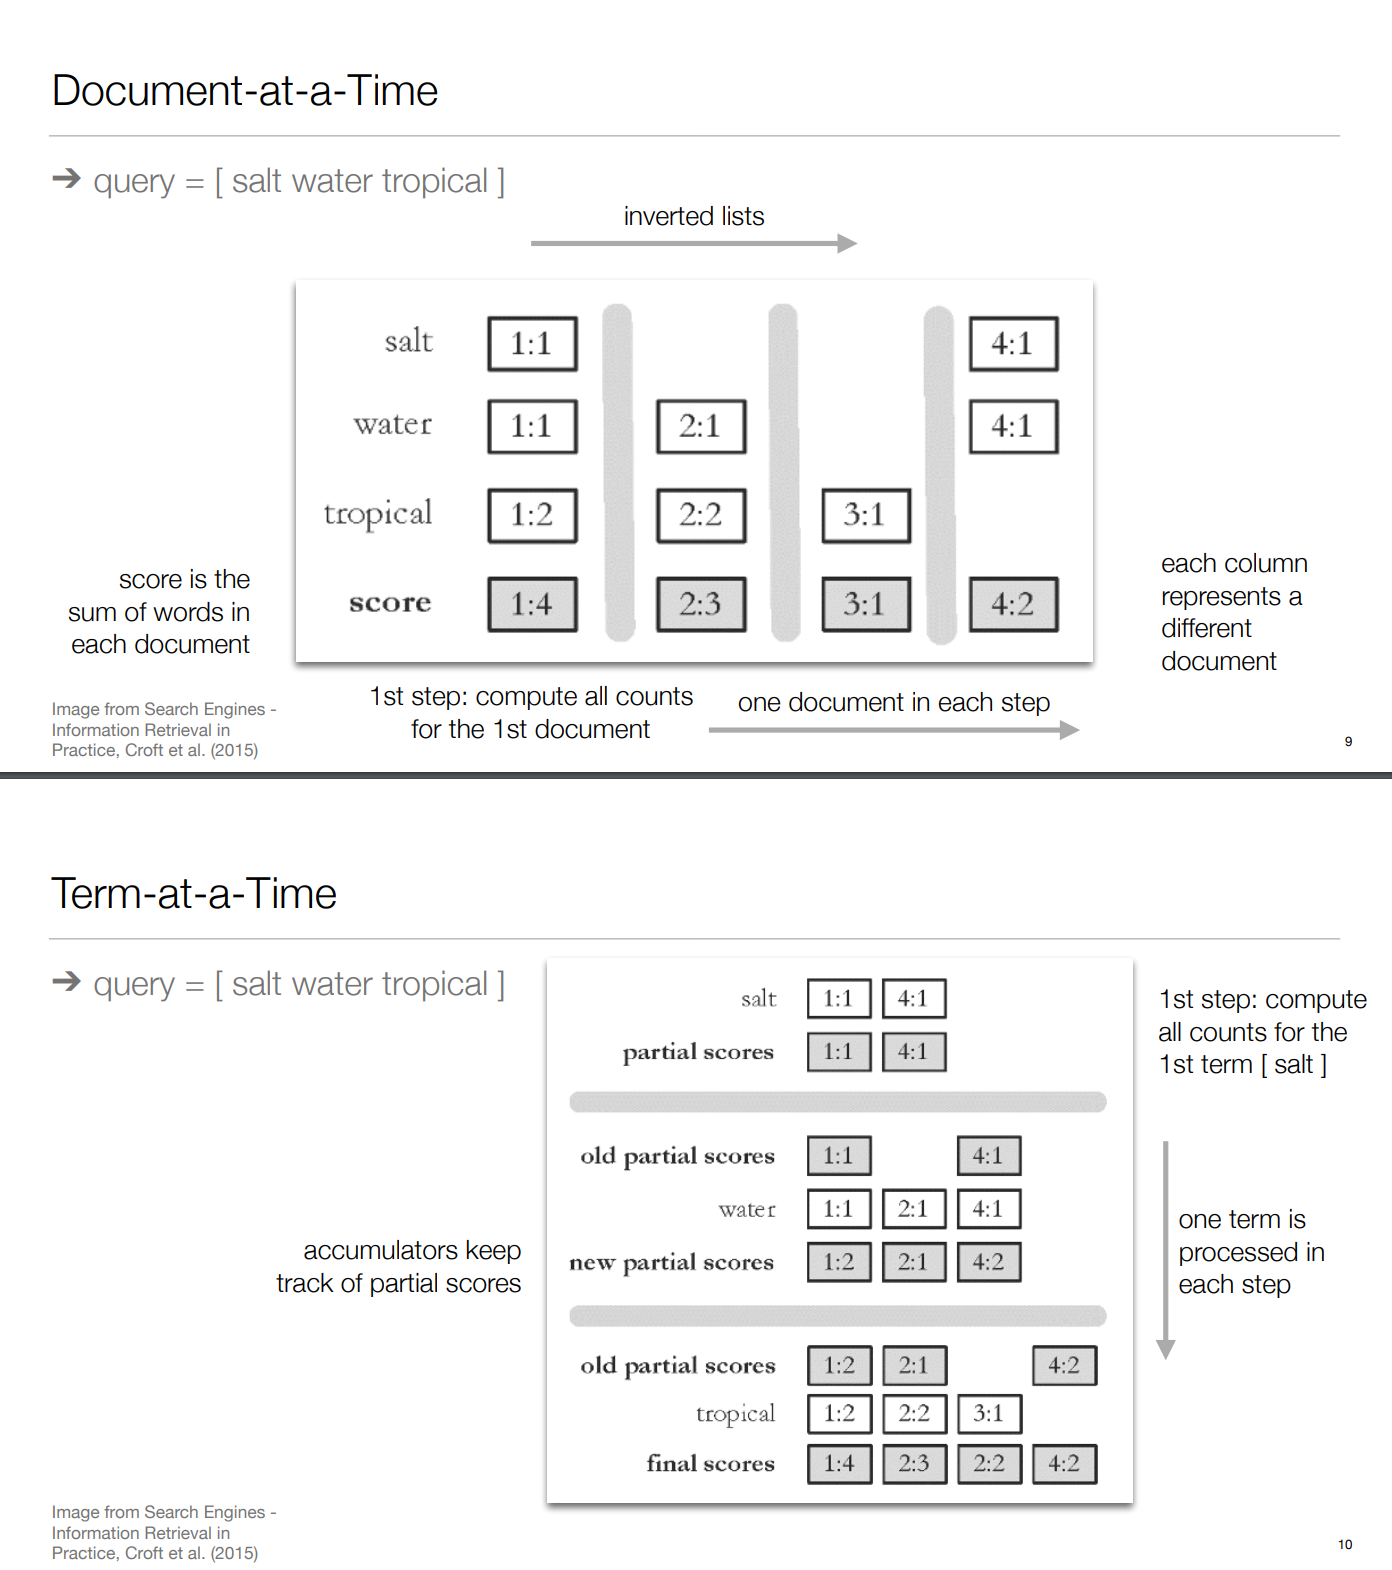 Document-at-a-Time
➔ query = [ salt water tropical ]
inverted lists
salt 1:1 4:1
water 1:1 2:1 4:1
tropical 1:2 2:2 3:1
score 1:4 2:3 3:1 4:2
score is the
sum of words in
each document
each column
represents a
different
document
1st step: compute all counts
for the 1st document
one document in each step
Image from Search Engines -
Information Retrieval in
Practice, Croft et al. (2015)
9
Term-at-a-Time
➔ query = [ salt water tropical ]
salt 1:1 4:1
partial scores 1:1 4:1
old partial scores 1:1 4:1
water 1:1 2:1 4:1
new partial scores 1:2 2:1 4:2
old partial scores 1:2 2:1 4:2
tropical 1:2 2:2 3:1
final scores 1:4 2:3 2:2 4:2
1st step: compute
all counts for the
1st term [ salt ]
one term is
processed in
each step
accumulators keep
track of partial scores
Image from Search Engines -
Information Retrieval in
Practice, Croft et al. (2015)
10